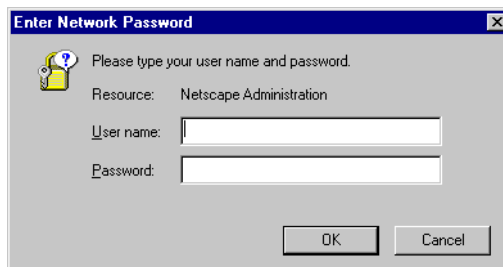 Enter Network Password
Please type your user name and password.
Resource: Netscape Administration
User name:
Password:
OK Cancel